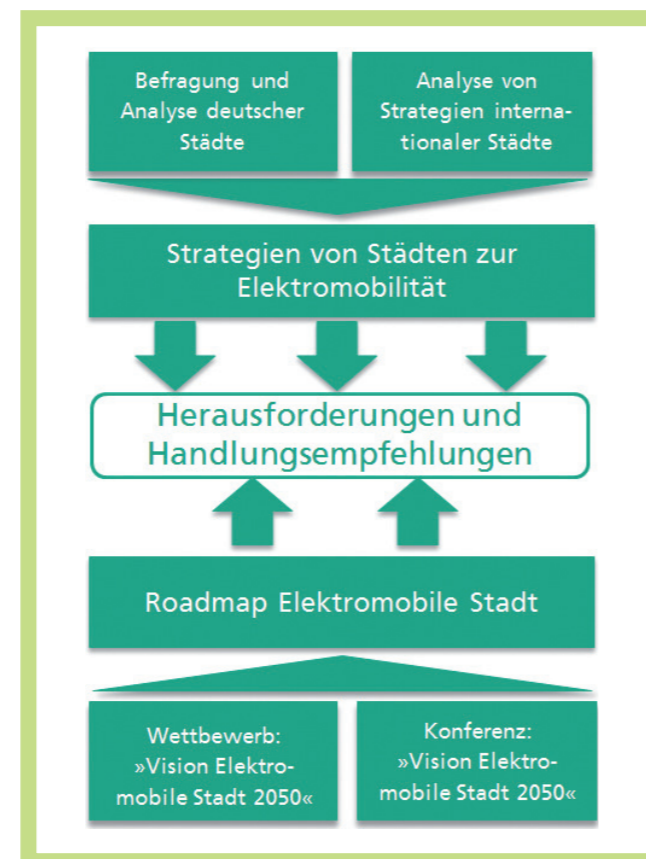 Befragung und
Analyse deutscher
Städte
Analyse von
Strategien interna-
tionaler Städte
Strategien von Städten zur
Elektromobilität
Herausforderungen und
Handlungsempfehlungen
Roadmap Elektromobile Stadt
Wettbewerb:
»Vision Elektro-
mobile Stadt 2050«
Konferenz:
»Vision Elektro-
mobile Stadt 2050«